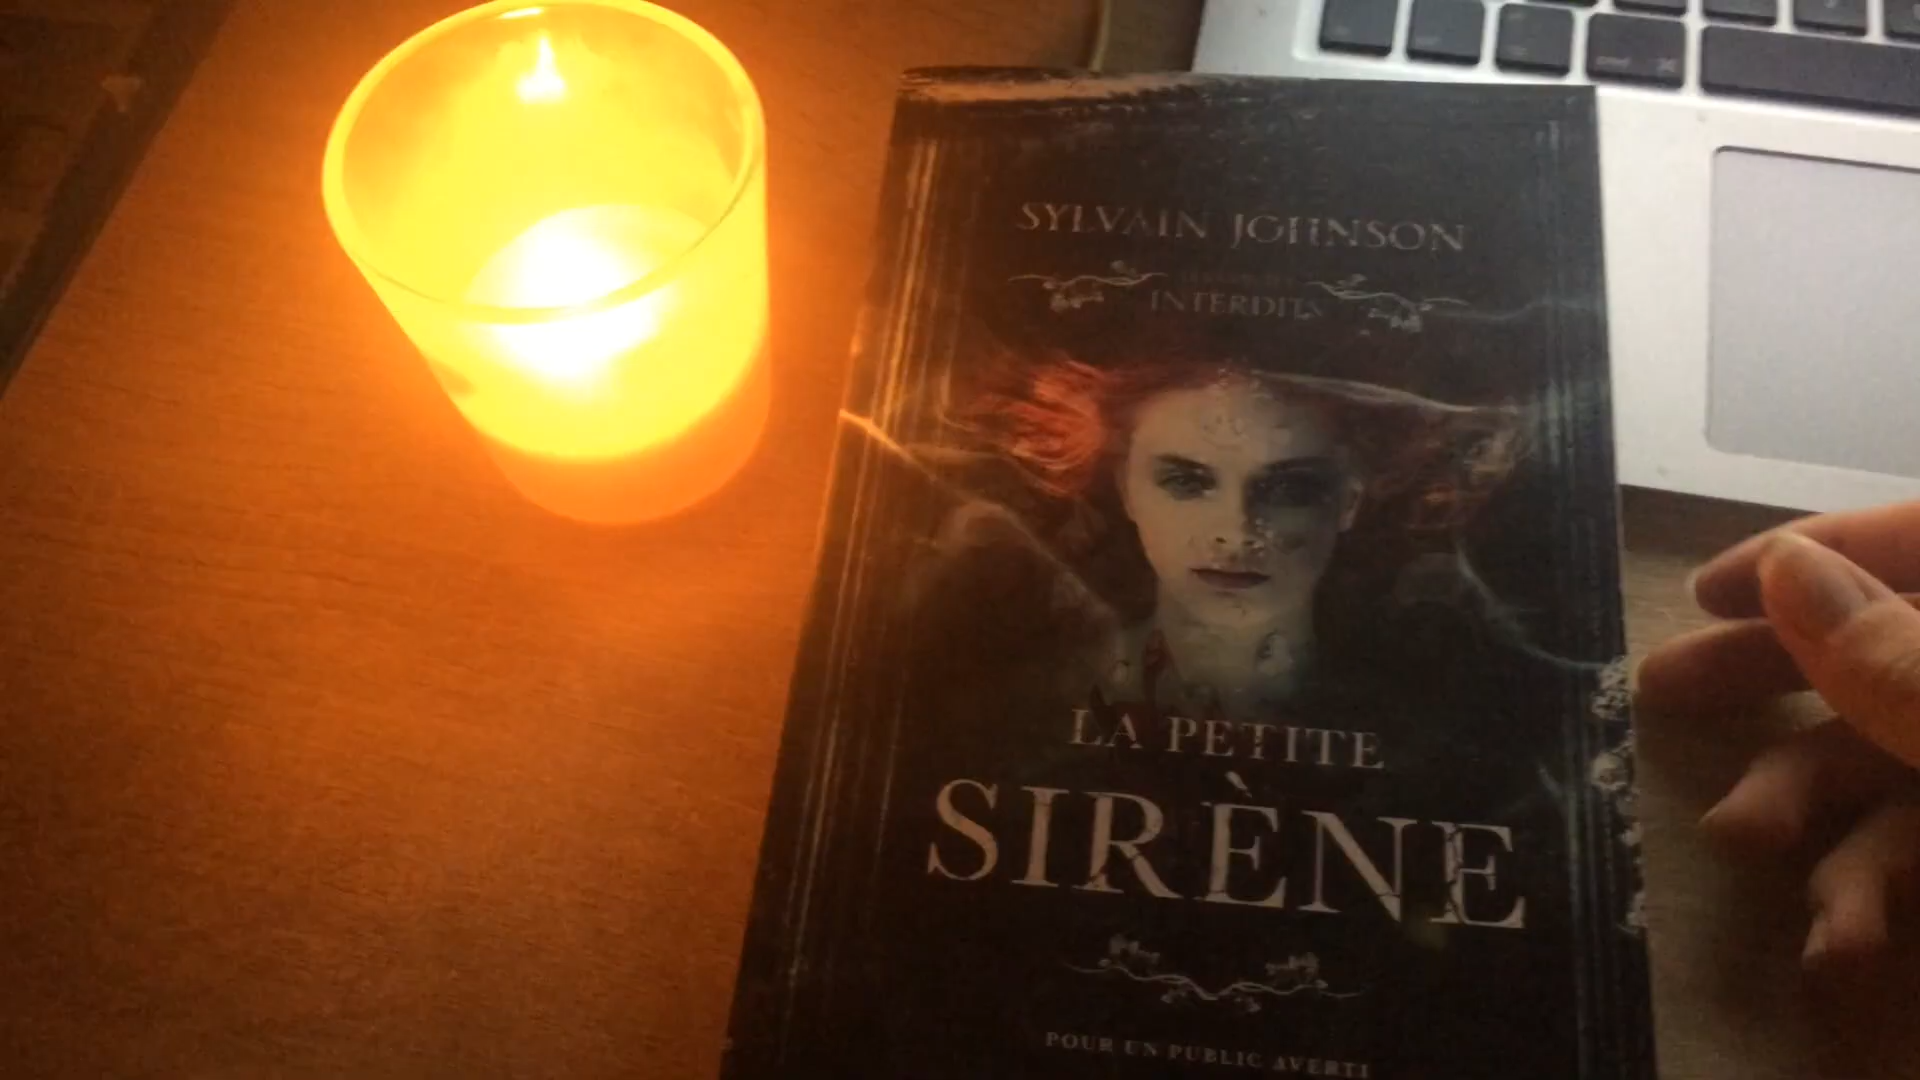 SYLVAIN JOHNSON
INTERDITS
LA PETITE
SIRÈNE
POUR UN PUBLIC AVERTI